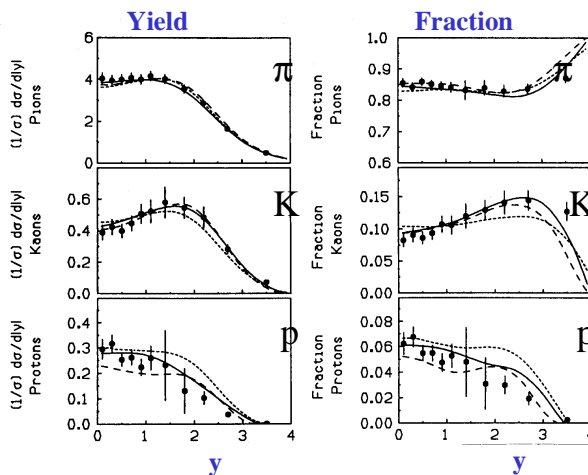 Yield
Fraction
(1/σ) dσ/d|y|
Pions
6
4
2
0
π
Fraction
Pions
1.0
0.9
0.8
0.7
0.6
π
(1/σ) dσ/d|y|
Kaons
0.6
0.4
0.2
0.0
K
Fraction
Kaons
0.15
0.10
0.05
0.00
K
(1/σ) dσ/d|y|
Protons
0.4
0.3
0.2
0.1
0.0
p
Fraction
Protons
0.08
0.06
0.04
0.02
0.00
p
0 1 2 3 4
0 1 2 3
y
y